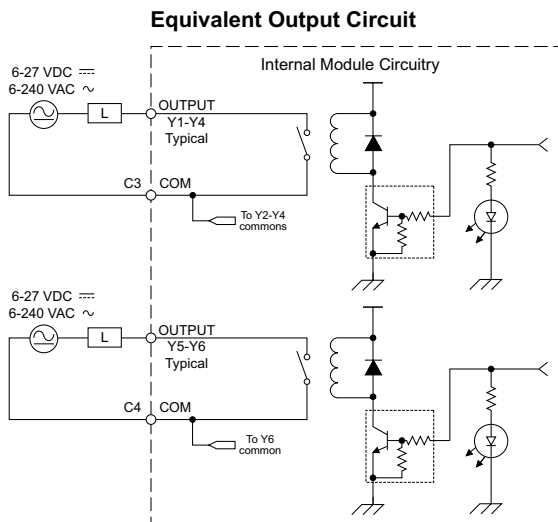 Equivalent Output Circuit
Internal Module Circuitry
6-27 VDC
6-240 VAC ~
L
OUTPUT
Y1-Y4
Typical
C3
COM
To Y2-Y4
commons
6-27 VDC
6-240 VAC ~
L
OUTPUT
Y5-Y6
Typical
C4
COM
To Y6
common